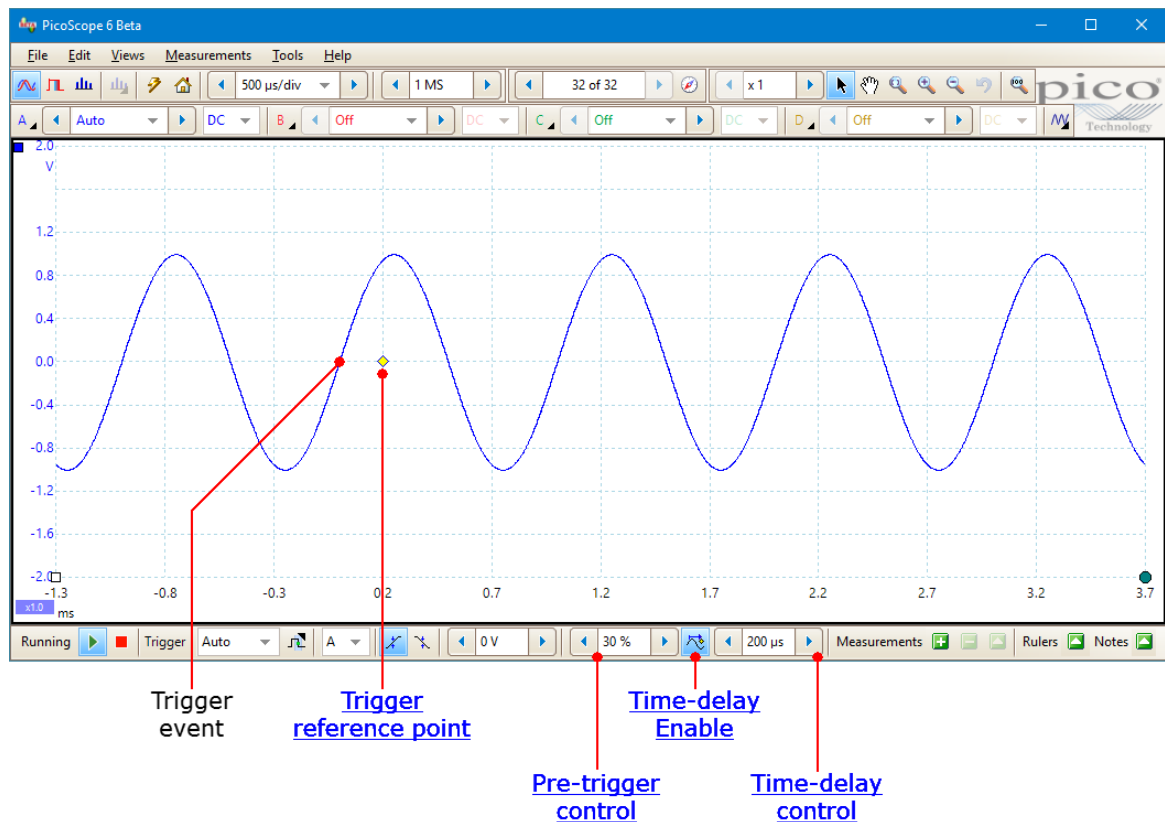 PicoScope 6 Beta
File Edit Views Measurements Tools Help
500 µs/div 1 MS 32 of 32 x 1
pico
Technology
A Auto DC B Off DC C Off DC D Off DC
2.0
V
1.2
0.8
0.4
0.0
-0.4
-0.8
-1.2
-1.6
-2.0
-1.3 -0.8 -0.3 0.2 0.7 1.2 1.7 2.2 2.7 3.2 3.7
x1.0 ms
Running Trigger Auto A 0 V 30 % 200 µs Measurements Rulers Notes
Trigger
event
Trigger
reference point
Time-delay
Enable
Pre-trigger
control
Time-delay
control